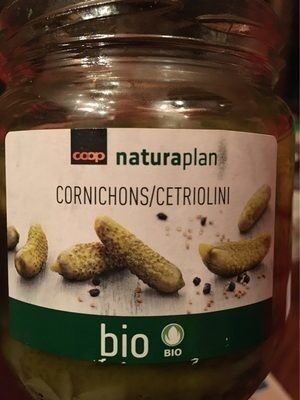 coop naturaplan
CORNICHONS/CETRIOLINI
bio BIO